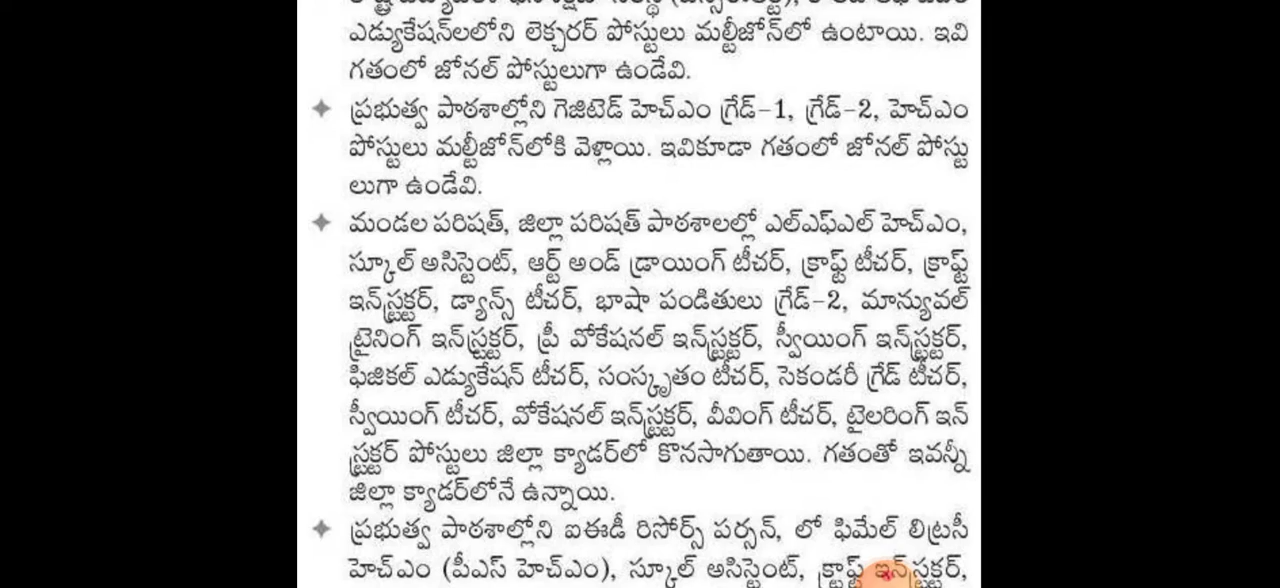 ఎడ్యుకేషన్‌లలోని లెక్చరర్ పోస్టులు మల్టీజోన్‌లో ఉంటాయి. ఇవి
గతంలో జోనల్ పోస్టులుగా ఉండేవి.
✦ ప్రభుత్వ పాఠశాల్లోని గెజిటెడ్ హెచ్ఎం గ్రేడ్-1, గ్రేడ్-2, హెచ్ఎం
పోస్టులు మల్టీజోన్‌లోకి వెళ్లాయి. ఇవికూడా గతంలో జోనల్ పోస్టు
లుగా ఉండేవి.
✦ మండల పరిషత్, జిల్లా పరిషత్ పాఠశాలల్లో ఎల్ఎఫ్ఎల్ హెచ్ఎం,
స్కూల్ అసిస్టెంట్, ఆర్ట్ అండ్ డ్రాయింగ్ టీచర్, క్రాఫ్ట్ టీచర్, క్రాఫ్ట్
ఇన్‌స్ట్రక్టర్, డ్యాన్స్ టీచర్, భాషా పండితులు గ్రేడ్-2, మాన్యువల్
ట్రైనింగ్ ఇన్‌స్ట్రక్టర్, ప్రీ వోకేషనల్ ఇన్‌స్ట్రక్టర్, స్వీయింగ్ ఇన్‌స్ట్రక్టర్,
ఫిజికల్ ఎడ్యుకేషన్ టీచర్, సంస్కృతం టీచర్, సెకండరీ గ్రేడ్ టీచర్,
స్వీయింగ్ టీచర్, వోకేషనల్ ఇన్‌స్ట్రక్టర్, వీవింగ్ టీచర్, టైలరింగ్ ఇన్
స్ట్రక్టర్ పోస్టులు జిల్లా క్యాడర్‌లో కొనసాగుతాయి. గతంతో ఇవన్నీ
జిల్లా క్యాడర్‌లోనే ఉన్నాయి.
✦ ప్రభుత్వ పాఠశాల్లోని ఐఈడీ రిసోర్స్ పర్సన్, లో ఫిమేల్ లిట్రసీ
హెచ్ఎం (పీఎస్ హెచ్ఎం), స్కూల్ అసిస్టెంట్, క్రాఫ్ట్ ఇన్‌స్ట్రక్టర్,